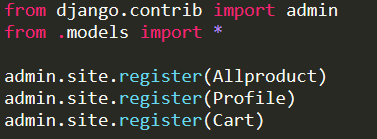 from django.contrib import admin
from .models import *
admin.site.register(Allproduct)
admin.site.register(Profile)
admin.site.register(Cart)